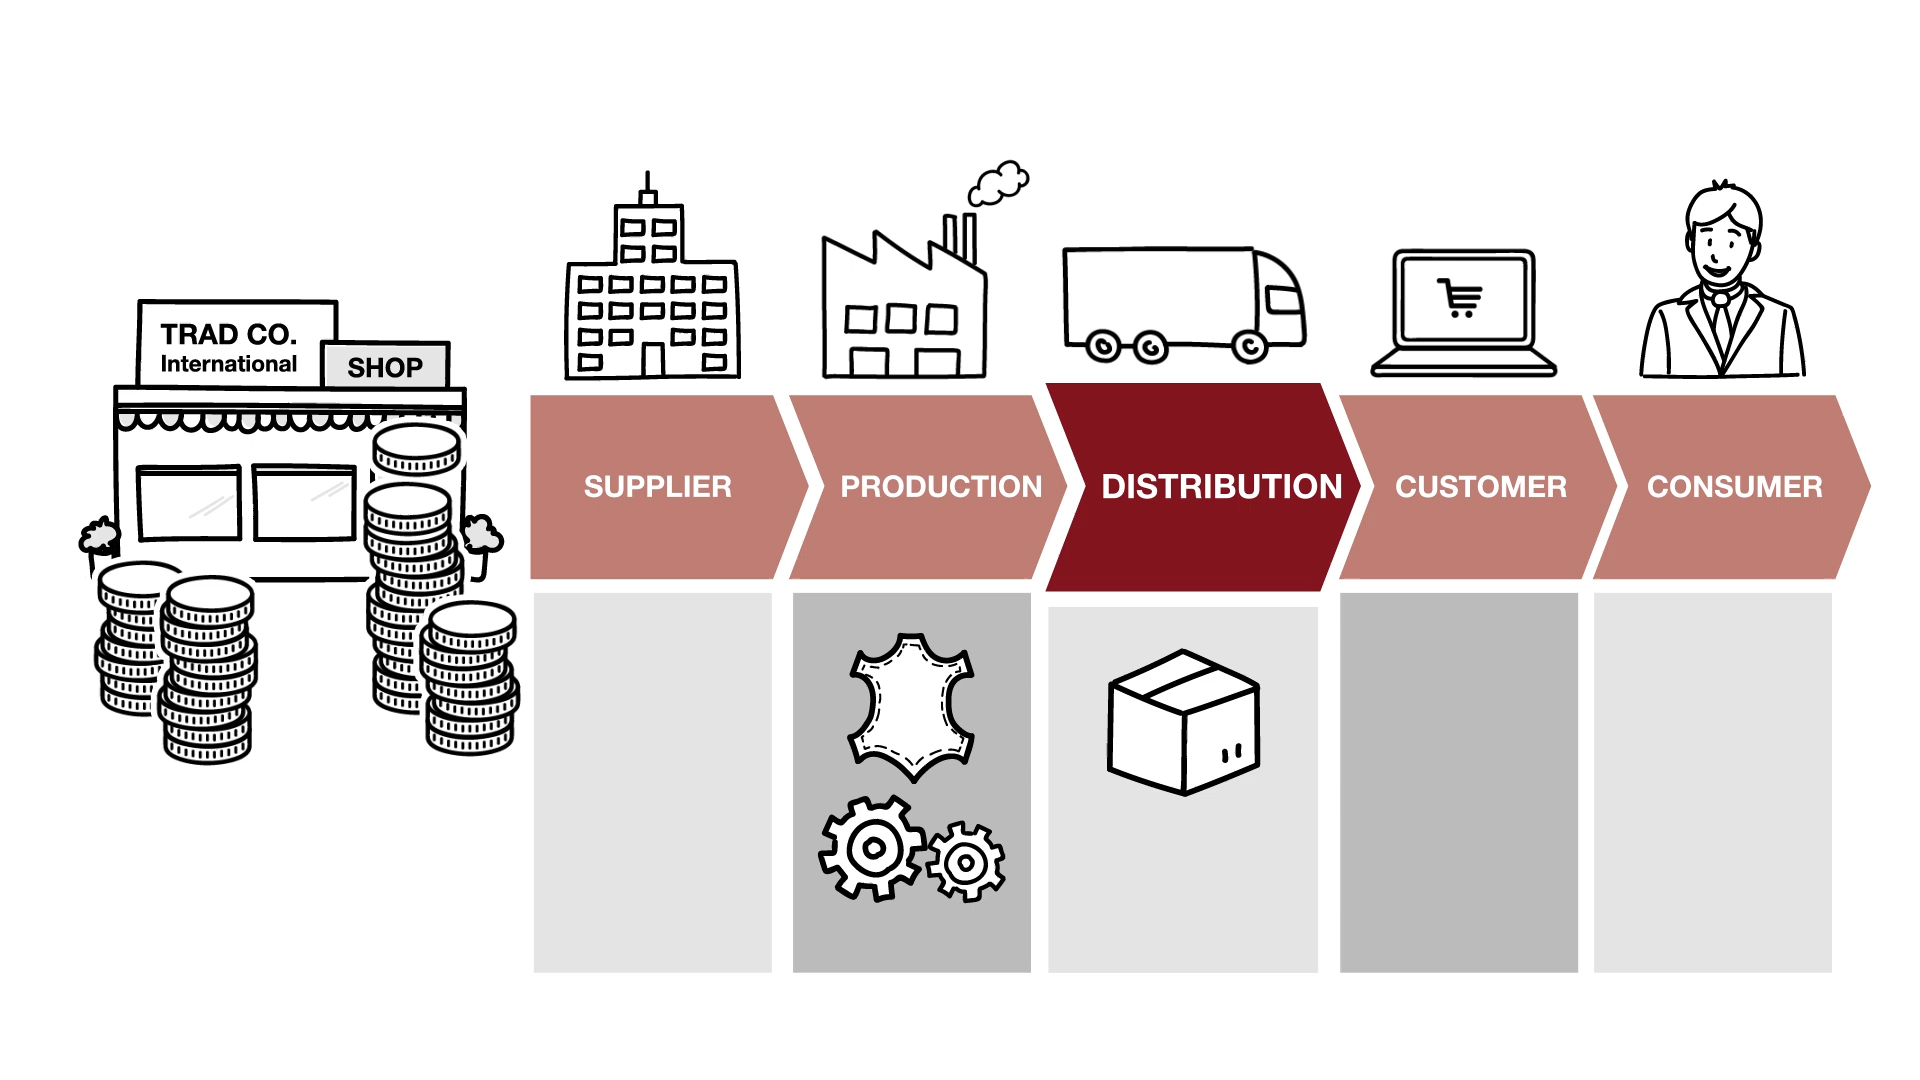 TRAD CO.
International
SHOP
SUPPLIER
PRODUCTION
DISTRIBUTION
CUSTOMER
CONSUMER